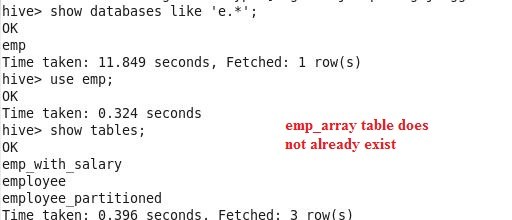 hive> show databases like 'e.*';
OK
emp
Time taken: 11.849 seconds, Fetched: 1 row(s)
hive> use emp;
OK
Time taken: 0.324 seconds
hive> show tables;
OK
emp_with_salary
employee
employee_partitioned
Time taken: 0.396 seconds, Fetched: 3 row(s)
emp_array table does
not already exist